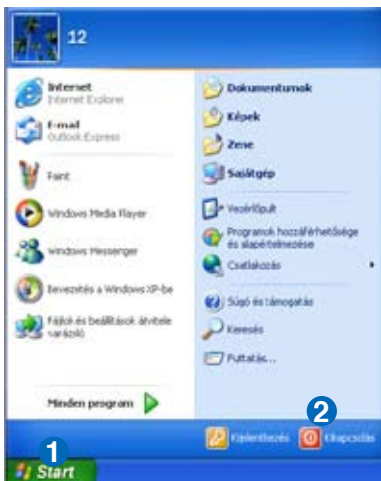 12
Internet
Internet Explorer
E-mail
Outlook Express
Paint
Windows Media Player
Windows Messenger
Bevezetés a Windows XP-be
Fájlok és beállítások átvitele
varázsló
Minden program
Dokumentumok
Képek
Zene
Sajátgép
Vezérlőpult
Programok hozzáférhetősége
és alapértelmezése
Csatlakozás
Súgó és támogatás
Keresés
Futtatás...
2
Kijelentkezés
Kikapcsolás
1
Start